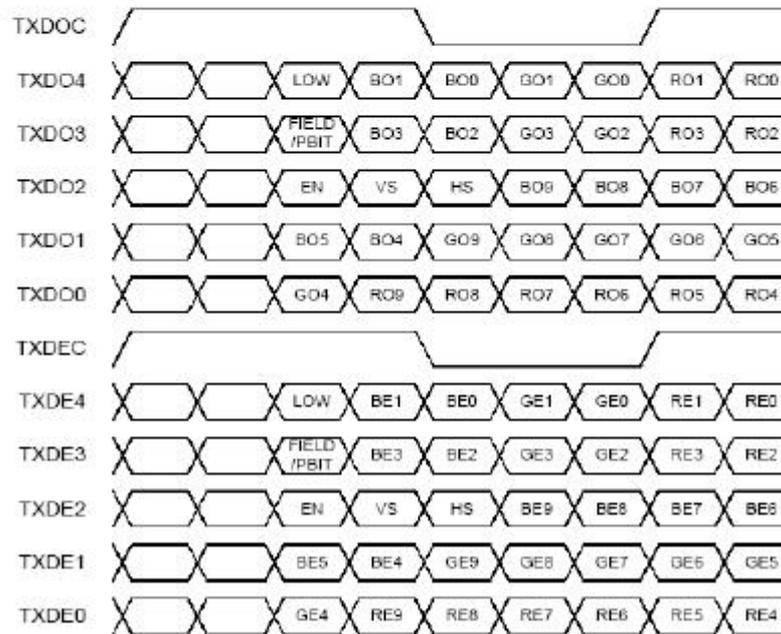 TXDOC
TXDO4 LOW BO1 BO0 GO1 GO0 RO1 RO0
TXDO3 FIELD /PBIT BO3 BO2 GO3 GO2 RO3 RO2
TXDO2 EN VS HS BO9 BO8 BO7 BO6
TXDO1 BO5 BO4 GO9 GO8 GO7 GO6 GO5
TXDO0 GO4 RO9 RO8 RO7 RO6 RO5 RO4
TXDEC
TXDE4 LOW BE1 BE0 GE1 GE0 RE1 RE0
TXDE3 FIELD /PBIT BE3 BE2 GE3 GE2 RE3 RE2
TXDE2 EN VS HS BE9 BE8 BE7 BE6
TXDE1 BE5 BE4 GE9 GE8 GE7 GE6 GE5
TXDE0 GE4 RE9 RE8 RE7 RE6 RE5 RE4